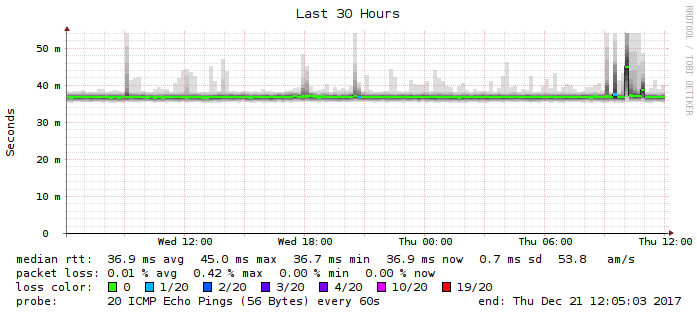 Last 30 Hours
RRDTOOL / TOBI OETIKER
Seconds
50 m
40 m
30 m
20 m
10 m
0
Wed 12:00 Wed 18:00 Thu 00:00 Thu 06:00 Thu 12:00
median rtt: 36.9 ms avg 45.0 ms max 36.7 ms min 36.9 ms now 0.7 ms sd 53.8 am/s
packet loss: 0.01 % avg 0.42 % max 0.00 % min 0.00 % now
loss color: 0 1/20 2/20 3/20 4/20 10/20 19/20
probe: 20 ICMP Echo Pings (56 Bytes) every 60s end: Thu Dec 21 12:05:03 2017